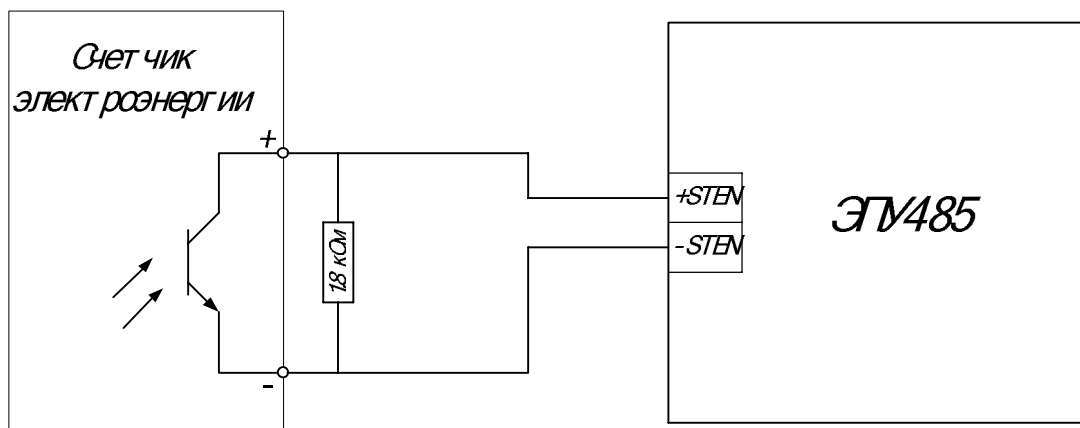 Счетчик
электроэнергии
+
+STEN
ЭПУ485
-STEN
18 кОм
-